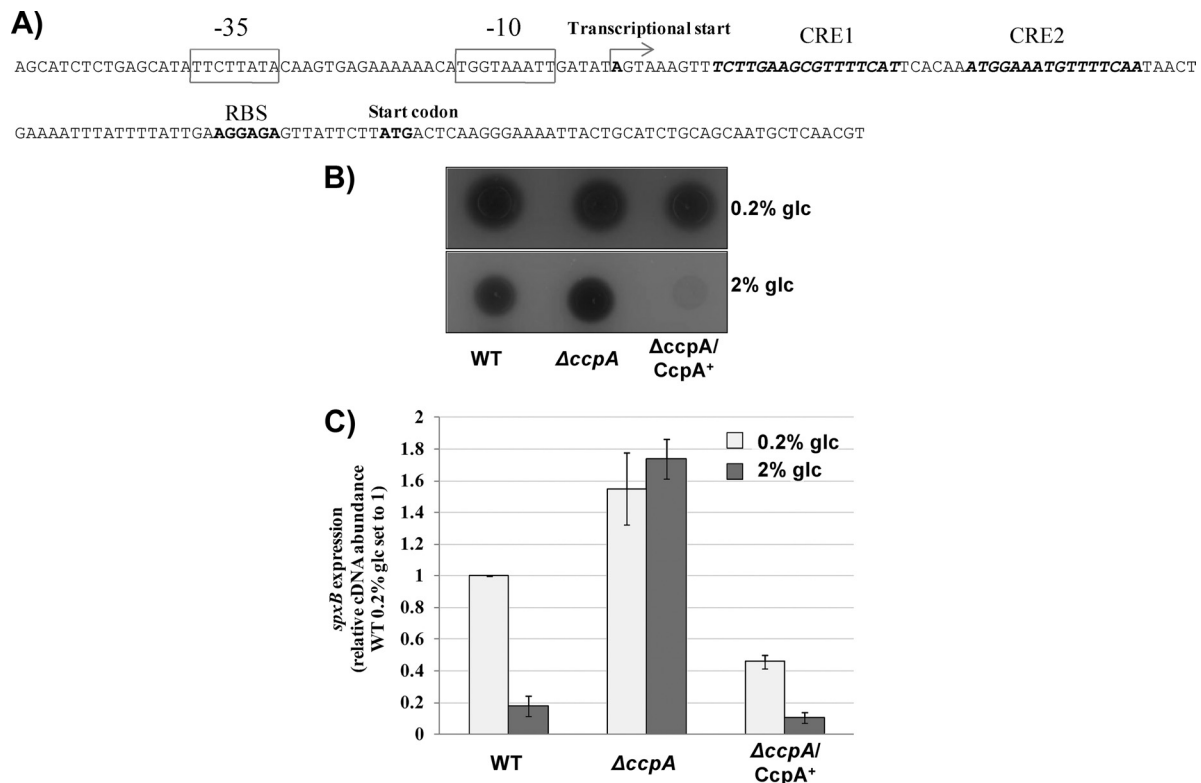 A)
-35 -10 Transcriptional start CRE1 CRE2
AGCATCTCTGAGCATATTCTTATACAAGTGAGAAAAAACATGGTAAATTGATATAGTAAAGTTTCTTGAAGCGTTTTCATTCACAAATGGAAATGTTTTCAATAACT
RBS Start codon
GAAAATTTATTTTATTGAAGGAGAGTTATTCTTATGACTCAAGGGAAAATTACTGCATCTGCAGCAATGCTCAACGT
B)
0.2% glc
2% glc
WT ΔccpA ΔccpA/
CcpA+
C)
spxB expression
(relative cDNA abundance
WT 0.2% glc set to 1)
2
1.8
1.6
1.4
1.2
1
0.8
0.6
0.4
0.2
0
0.2% glc
2% glc
WT ΔccpA ΔccpA/
CcpA+